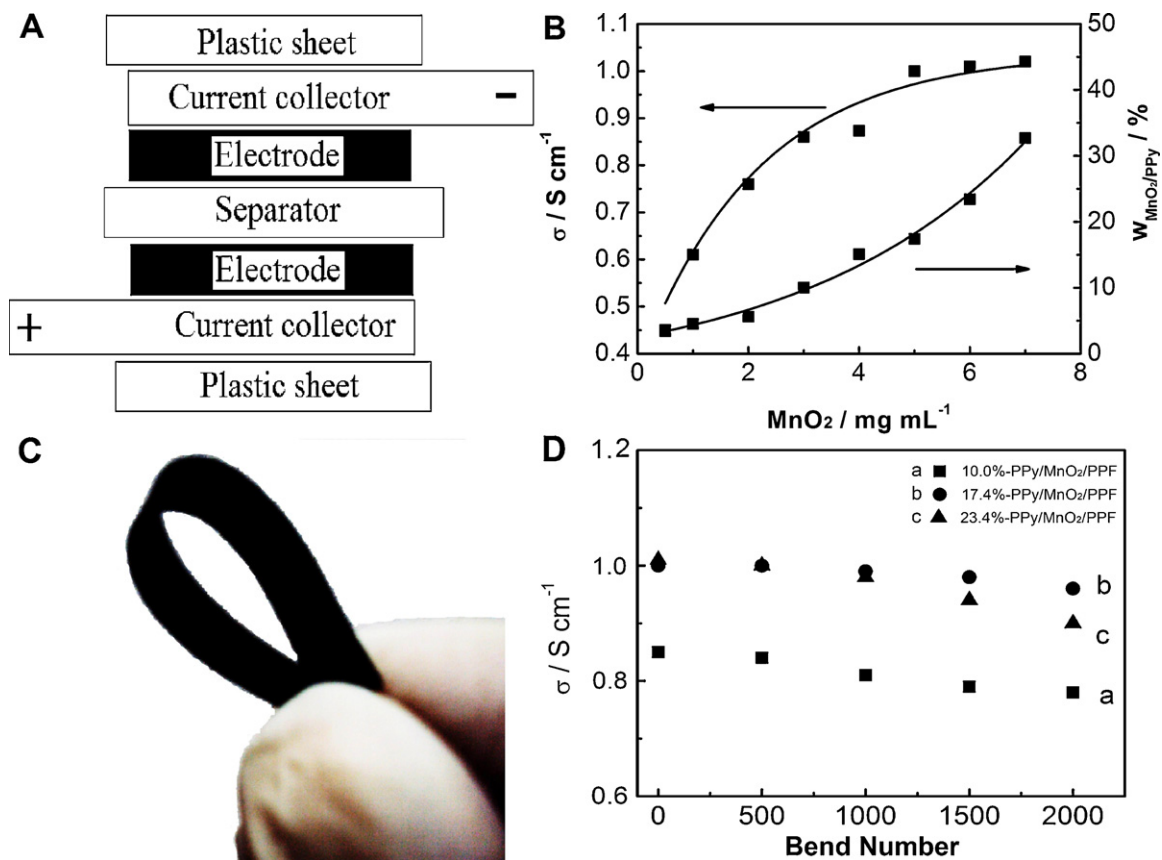 A
Plastic sheet
Current collector -
Electrode
Separator
Electrode
+ Current collector
Plastic sheet
B
1.1
1.0
0.9
0.8
0.7
0.6
0.5
0.4
σ / S cm⁻¹
50
40
30
20
10
0
W_MnO₂/PPy / %
0 2 4 6 8
MnO₂ / mg mL⁻¹
C
D
1.2
1.0
0.8
0.6
σ / S cm⁻¹
a ■ 10.0%-PPy/MnO₂/PPF
b ● 17.4%-PPy/MnO₂/PPF
c ▲ 23.4%-PPy/MnO₂/PPF
b
c
a
0 500 1000 1500 2000
Bend Number